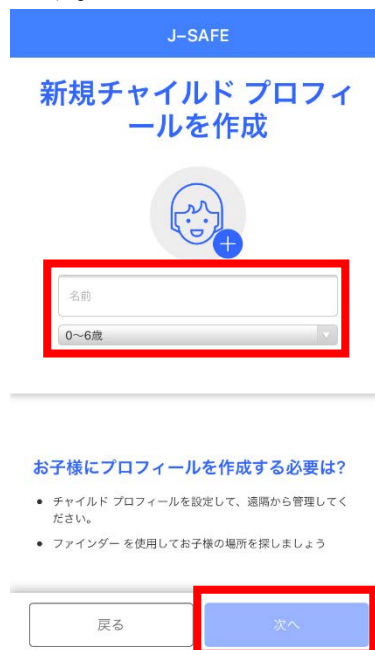 J−SAFE
新規チャイルド プロフィ
ールを作成
名前
0〜6歳
お子様にプロフィールを作成する必要は?
• チャイルド プロフィールを設定して、遠隔から管理してく
ださい。
• ファインダー を使用してお子様の場所を探しましょう
戻る
次へ